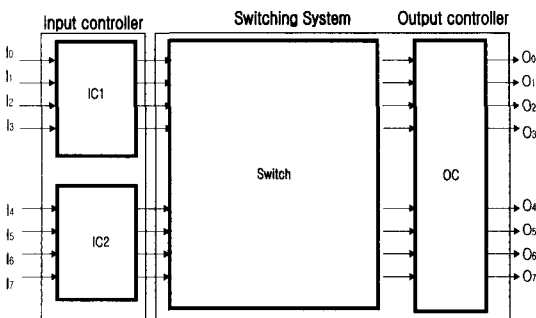 Input controller
Switching System
Output controller
I0
I1
I2
I3
IC1
I4
I5
I6
I7
IC2
Switch
OC
O0
O1
O2
O3
O4
O5
O6
O7